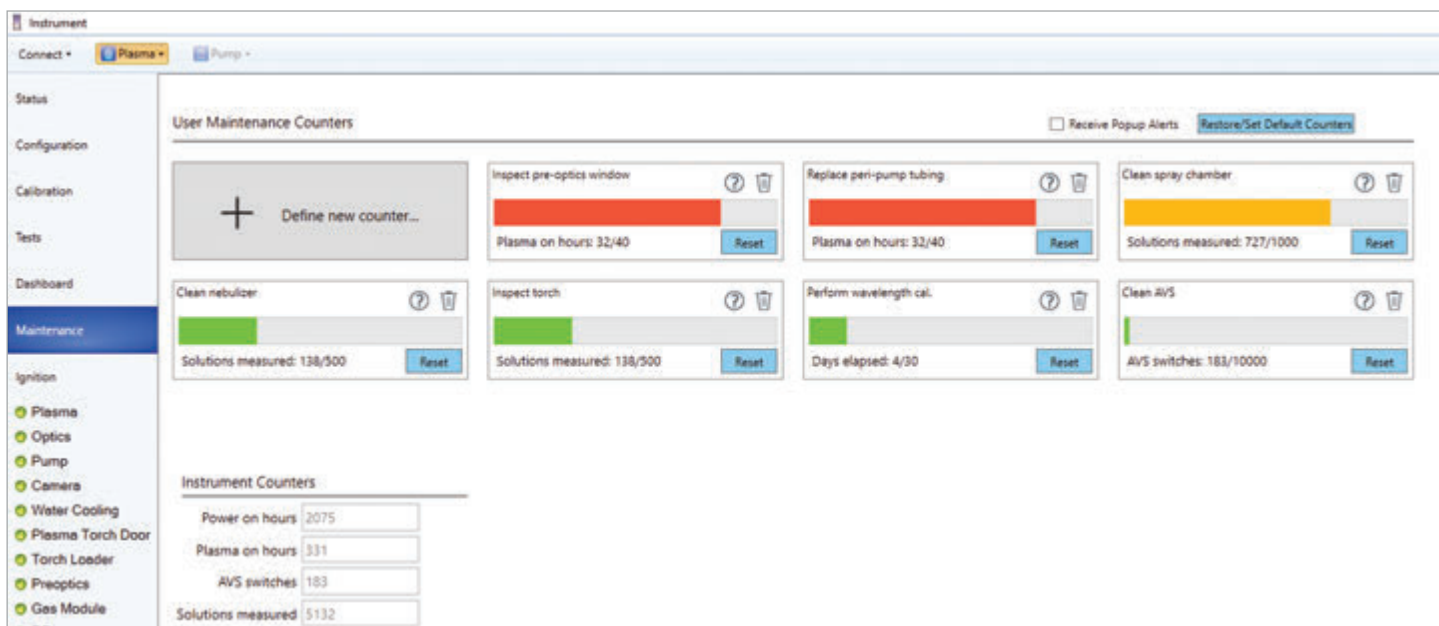 Instrument
Connect
Plasma
Pump
Status
Configuration
Calibration
Tests
Dashboard
Maintenance
Ignition
Plasma
Optics
Pump
Camera
Water Cooling
Plasma Torch Door
Torch Loader
Preoptics
Gas Module
User Maintenance Counters
Receive Popup Alerts
Restore/Set Default Counters
+ Define new counter...
Inspect pre-optics window
Plasma on hours: 32/40
Reset
Replace peri-pump tubing
Plasma on hours: 32/40
Reset
Clean spray chamber
Solutions measured: 727/1000
Reset
Clean nebulizer
Solutions measured: 138/500
Reset
Inspect torch
Solutions measured: 138/500
Reset
Perform wavelength cal.
Days elapsed: 4/30
Reset
Clean AVS
AVS switches: 183/10000
Reset
Instrument Counters
Power on hours 2075
Plasma on hours 331
AVS switches 183
Solutions measured 5132